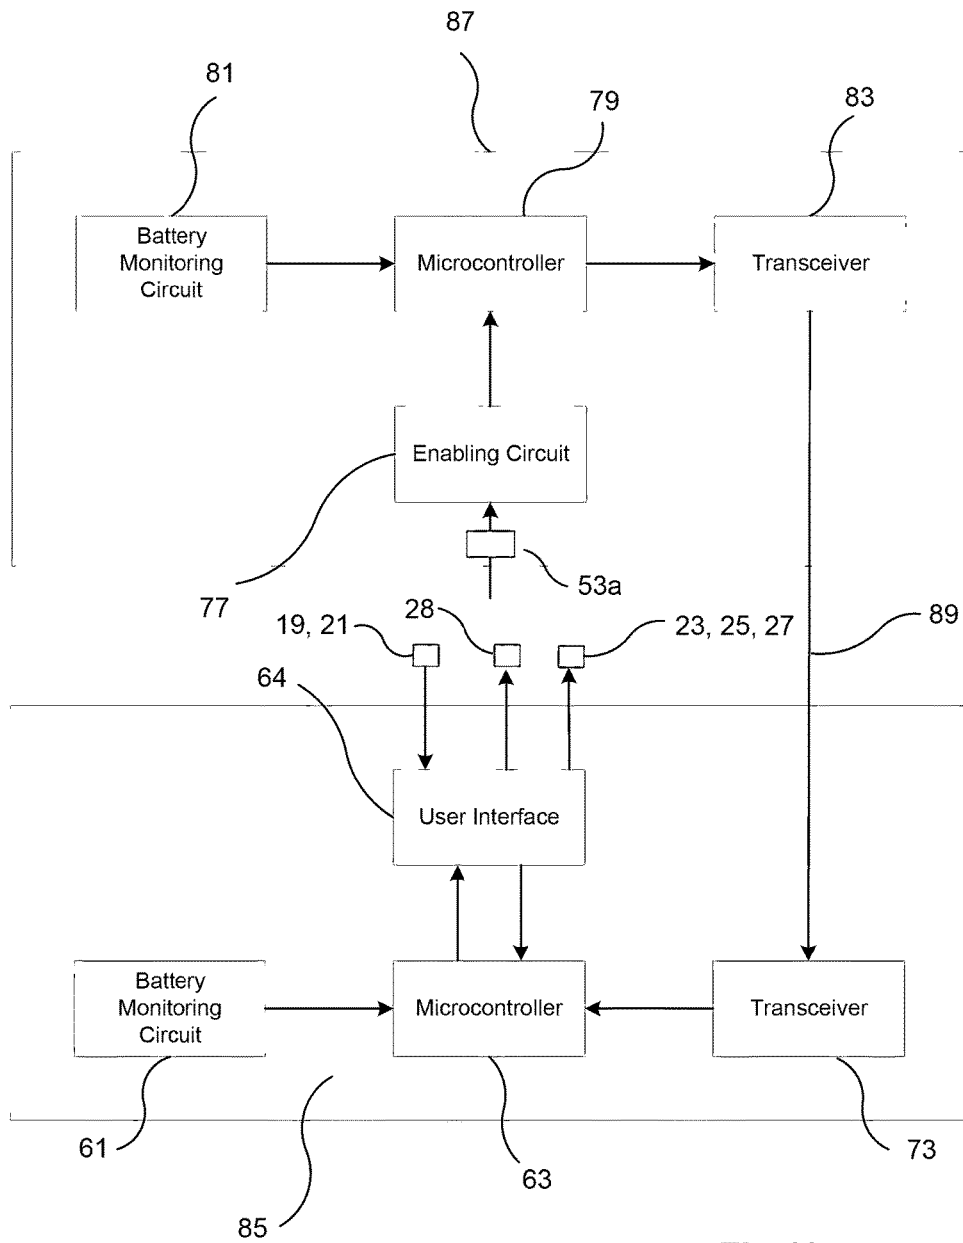 87
81
79
83
Battery
Monitoring
Circuit
Microcontroller
Transceiver
Enabling Circuit
77
53a
19, 21
28
23, 25, 27
89
64
User Interface
Battery
Monitoring
Circuit
Microcontroller
Transceiver
61
63
73
85